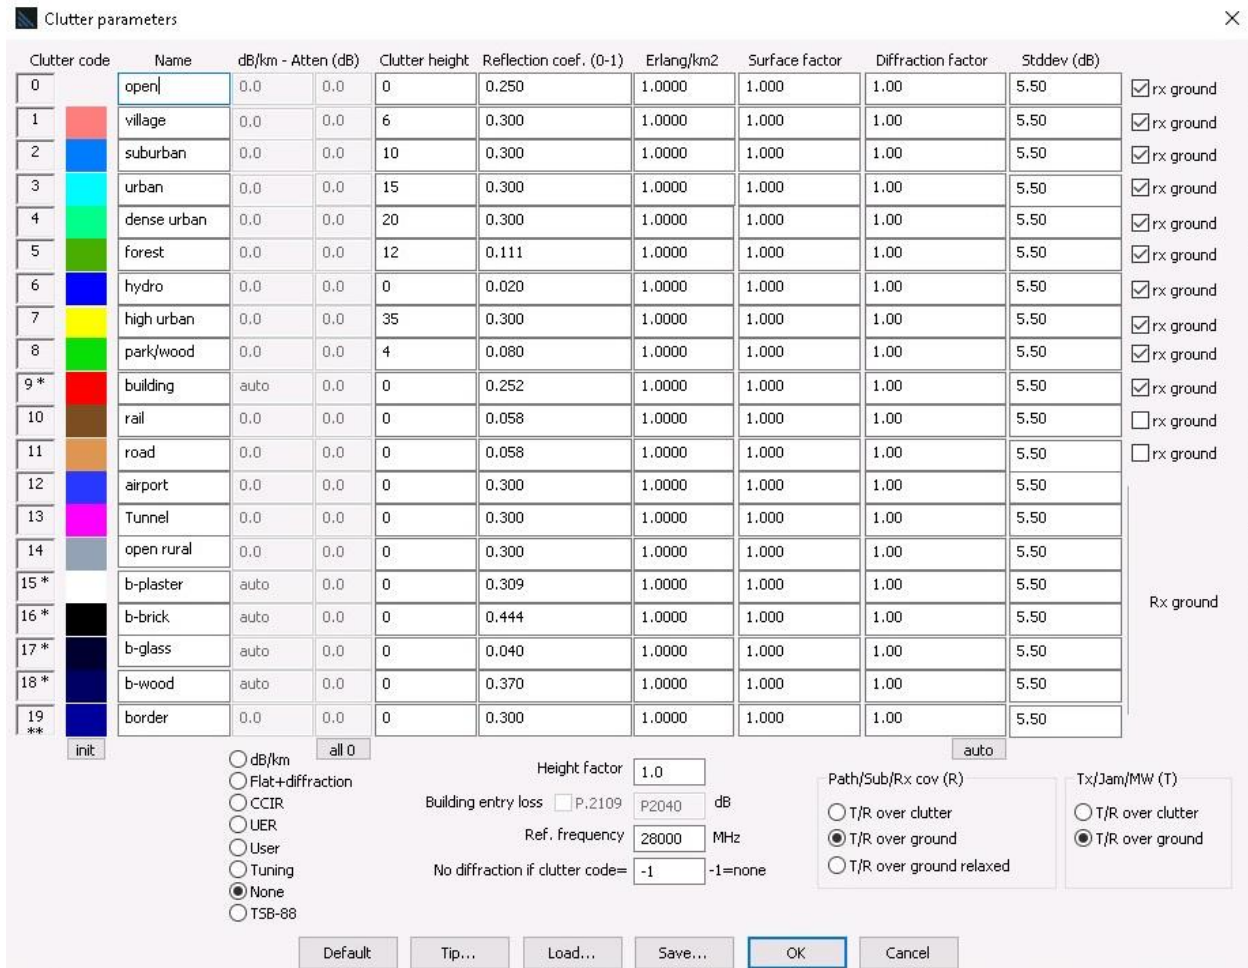 Clutter parameters
Clutter code Name dB/km - Atten (dB) Clutter height Reflection coef. (0-1) Erlang/km2 Surface factor Diffraction factor Stddev (dB)
0 open 0.0 0.0 0 0.250 1.0000 1.000 1.00 5.50 rx ground
1 village 0.0 0.0 6 0.300 1.0000 1.000 1.00 5.50 rx ground
2 suburban 0.0 0.0 10 0.300 1.0000 1.000 1.00 5.50 rx ground
3 urban 0.0 0.0 15 0.300 1.0000 1.000 1.00 5.50 rx ground
4 dense urban 0.0 0.0 20 0.300 1.0000 1.000 1.00 5.50 rx ground
5 forest 0.0 0.0 12 0.111 1.0000 1.000 1.00 5.50 rx ground
6 hydro 0.0 0.0 0 0.020 1.0000 1.000 1.00 5.50 rx ground
7 high urban 0.0 0.0 35 0.300 1.0000 1.000 1.00 5.50 rx ground
8 park/wood 0.0 0.0 4 0.080 1.0000 1.000 1.00 5.50 rx ground
9 * building auto 0.0 0 0.252 1.0000 1.000 1.00 5.50 rx ground
10 rail 0.0 0.0 0 0.058 1.0000 1.000 1.00 5.50 rx ground
11 road 0.0 0.0 0 0.058 1.0000 1.000 1.00 5.50 rx ground
12 airport 0.0 0.0 0 0.300 1.0000 1.000 1.00 5.50
13 Tunnel 0.0 0.0 0 0.300 1.0000 1.000 1.00 5.50
14 open rural 0.0 0.0 0 0.300 1.0000 1.000 1.00 5.50
15 * b-plaster auto 0.0 0 0.309 1.0000 1.000 1.00 5.50
Rx ground
16 * b-brick auto 0.0 0 0.444 1.0000 1.000 1.00 5.50
17 * b-glass auto 0.0 0 0.040 1.0000 1.000 1.00 5.50
18 * b-wood auto 0.0 0 0.370 1.0000 1.000 1.00 5.50
19 ** border 0.0 0.0 0 0.300 1.0000 1.000 1.00 5.50
init all 0 auto
dB/km
Flat+diffraction
CCIR
UER
User
Tuning
None
TSB-88
Height factor 1.0
Building entry loss P.2109 P2040 dB
Ref. frequency 28000 MHz
No diffraction if clutter code= -1 -1=none
Path/Sub/Rx cov (R)
T/R over clutter
T/R over ground
T/R over ground relaxed
Tx/Jam/MW (T)
T/R over clutter
T/R over ground
Default Tip... Load... Save... OK Cancel